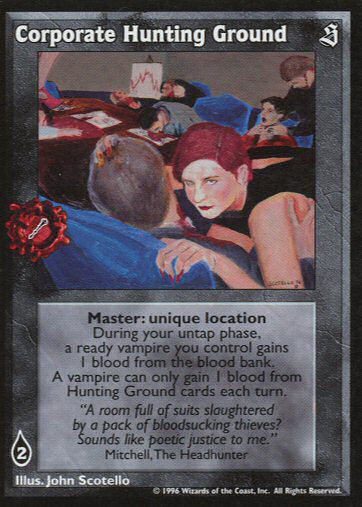 Corporate Hunting Ground
SCOTELLO 96
Master: unique location
During your untap phase,
a ready vampire you control gains
1 blood from the blood bank.
A vampire can only gain 1 blood from
Hunting Ground cards each turn.
“A room full of suits slaughtered
by a pack of bloodsucking thieves?
Sounds like poetic justice to me.”
Mitchell, The Headhunter
2
Illus. John Scotello
© 1996 Wizards of the Coast, Inc. All Rights Reserved.